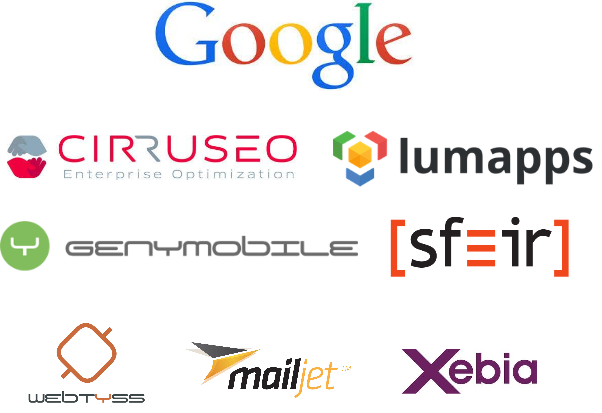 Google
CIRRUSEO
Enterprise Optimization
lumapps
GENYMOBILE
[sfeir]
WEBTYSS
mailjet
Xebia